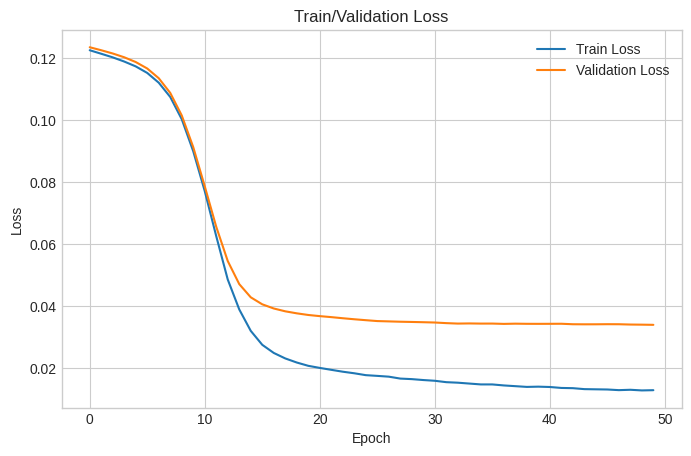 Train/Validation Loss
Train Loss
Validation Loss
0.12
0.10
0.08
0.06
0.04
0.02
Loss
0 10 20 30 40 50
Epoch